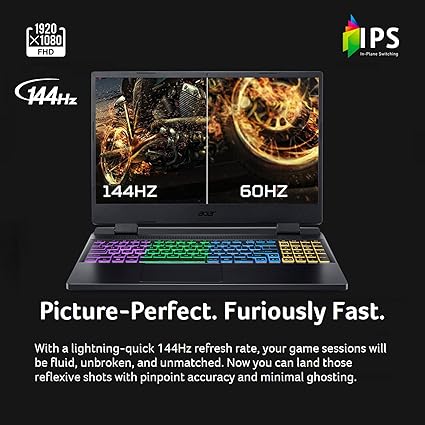 1920
×1080
FHD
IPS
In-Plane Switching
144Hz
144HZ
60HZ
acer
Picture-Perfect. Furiously Fast.
With a lightning-quick 144Hz refresh rate, your game sessions will
be fluid, unbroken, and unmatched. Now you can land those
reflexive shots with pinpoint accuracy and minimal ghosting.